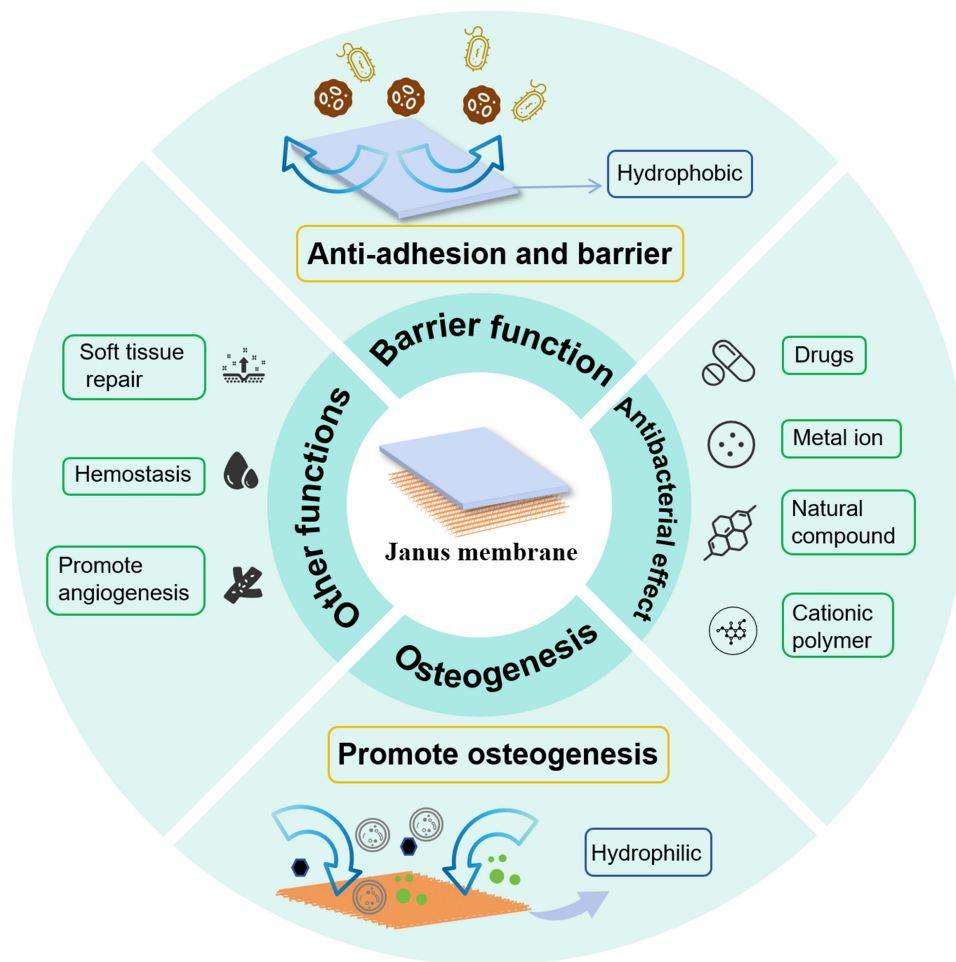 Hydrophobic
Anti-adhesion and barrier
Barrier function
Soft tissue
repair
Hemostasis
Promote
angiogenesis
Other functions
Janus membrane
Antibacterial effect
Drugs
Metal ion
Natural
compound
Cationic
polymer
Osteogenesis
Promote osteogenesis
Hydrophilic